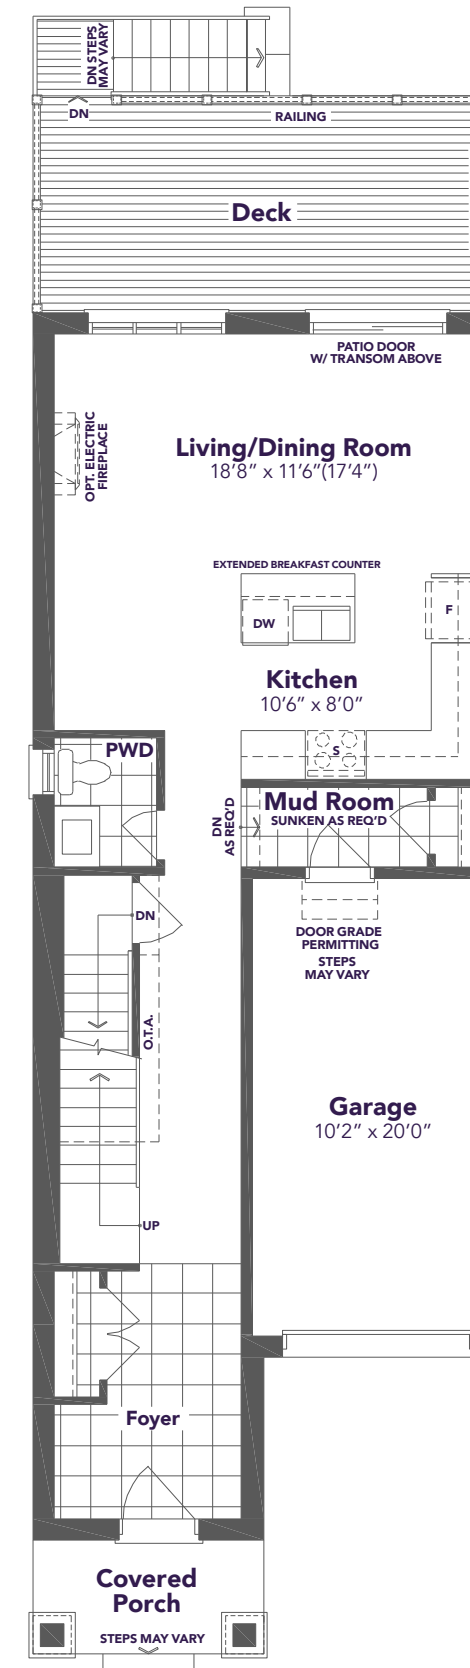 DN STEPS
MAY VARY
DN
RAILING
Deck
PATIO DOOR
W/ TRANSOM ABOVE
OPT. ELECTRIC
FIREPLACE
Living/Dining Room
18'8" x 11'6"(17'4")
EXTENDED BREAKFAST COUNTER
DW
F
Kitchen
10'6" x 8'0"
S
PWD
Mud Room
SUNKEN AS REQ'D
DN
AS REQ'D
DN
DOOR GRADE
PERMITTING
STEPS
MAY VARY
O.T.A.
Garage
10'2" x 20'0"
UP
Foyer
Covered
Porch
STEPS MAY VARY